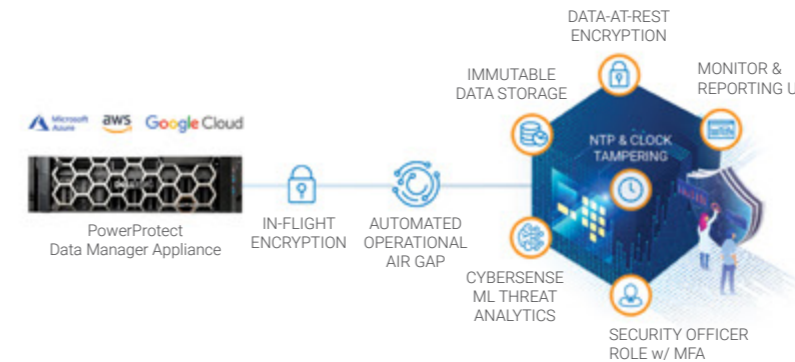 DATA-AT-REST
ENCRYPTION
IMMUTABLE
DATA STORAGE
MONITOR &
REPORTING U
Microsoft
Azure
aws
Google Cloud
NTP & CLOCK
TAMPERING
PowerProtect
Data Manager Appliance
IN-FLIGHT
ENCRYPTION
AUTOMATED
OPERATIONAL
AIR GAP
CYBERSENSE
ML THREAT
ANALYTICS
SECURITY OFFICER
ROLE w/ MFA